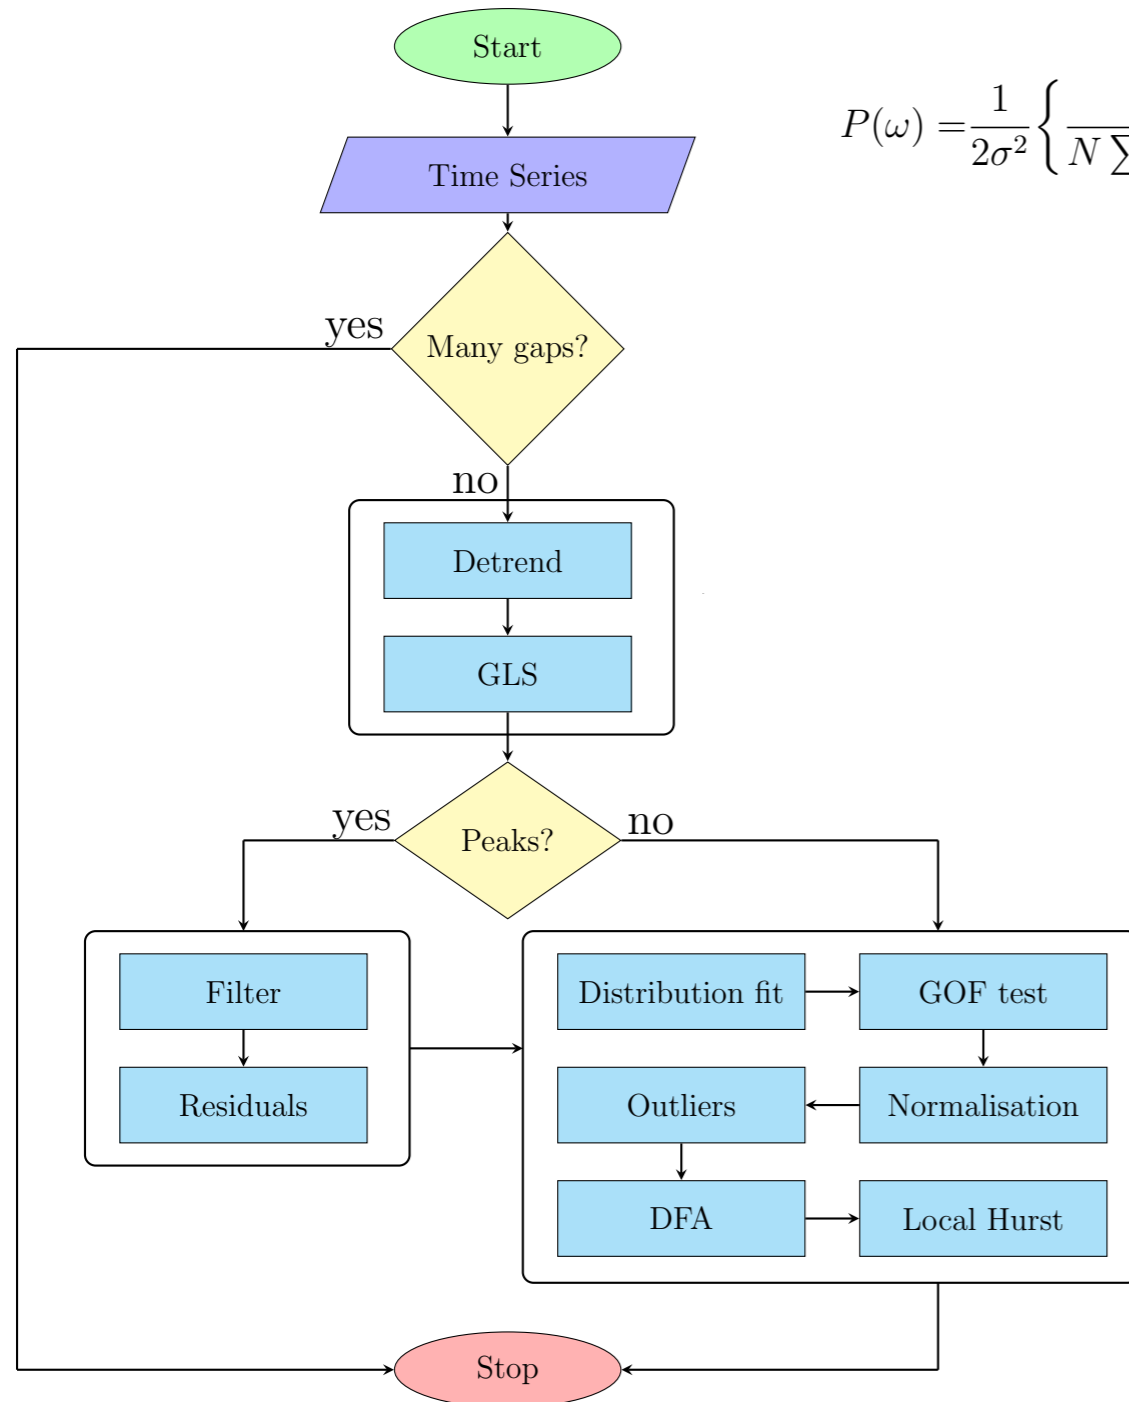 Start
P(ω) = 1/2σ² { / N ∑
Time Series
yes
Many gaps?
no
Detrend
GLS
yes
Peaks?
no
Filter
Residuals
Distribution fit
GOF test
Outliers
Normalisation
DFA
Local Hurst
Stop